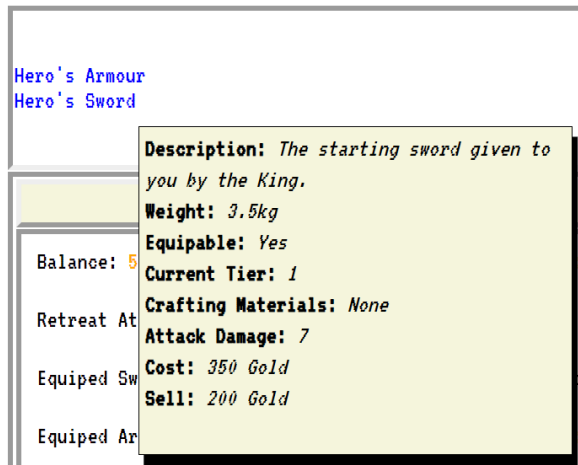 Hero's Armour
Hero's Sword
Description: The starting sword given to
you by the King.
Weight: 3.5kg
Equipable: Yes
Current Tier: 1
Crafting Materials: None
Attack Damage: 7
Cost: 350 Gold
Sell: 200 Gold
Balance: 5
Retreat At
Equiped Sw
Equiped Ar